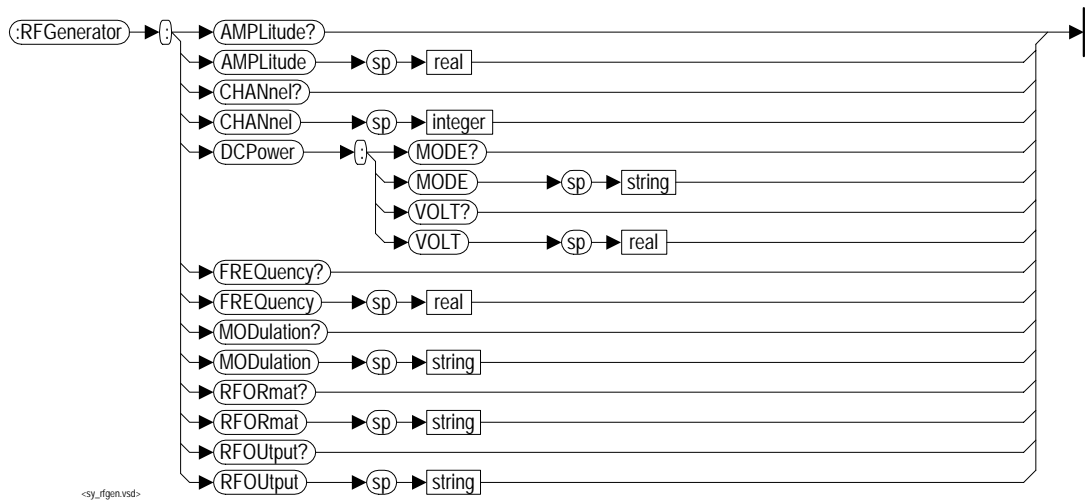 :RFGenerator : AMPLitude?
AMPLitude sp real
CHANnel?
CHANnel sp integer
DCPower : MODE?
MODE sp string
VOLT?
VOLT sp real
FREQuency?
FREQuency sp real
MODulation?
MODulation sp string
RFORmat?
RFORmat sp string
RFOUtput?
RFOUtput sp string
<sy_rfgen.vsd>